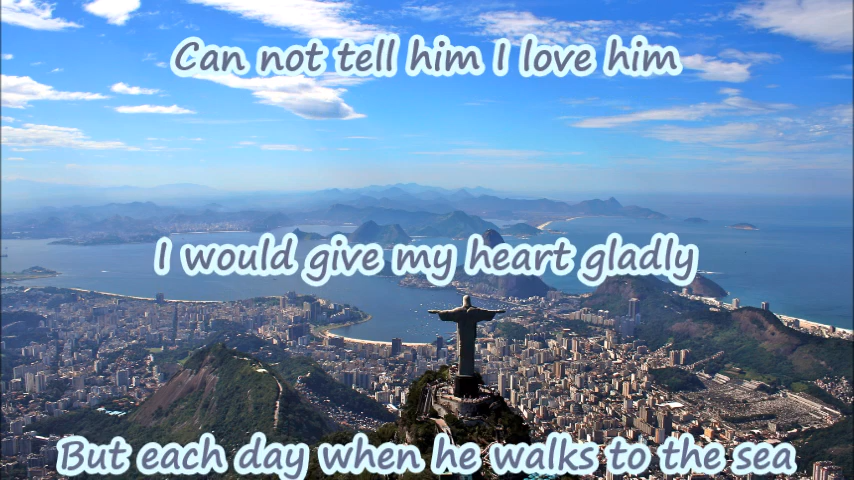 Can not tell him I love him
I would give my heart gladly
But each day when he walks to the sea